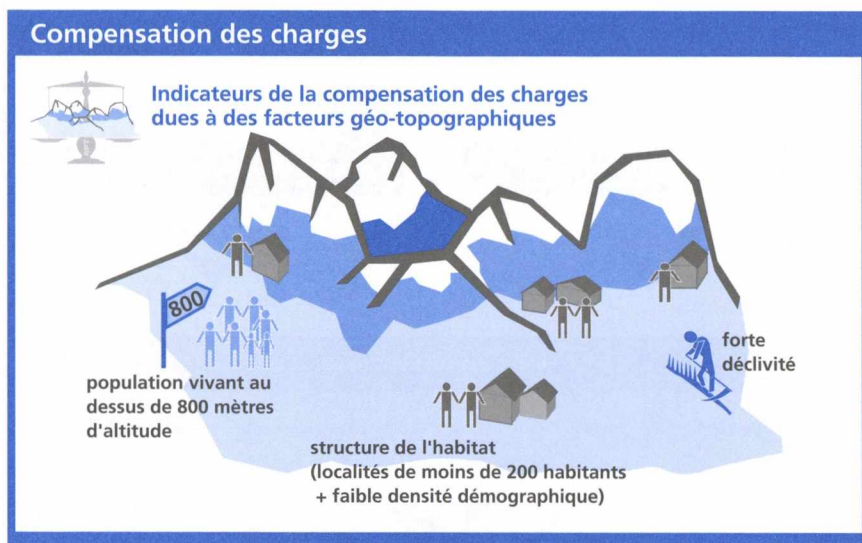 Compensation des charges
Indicateurs de la compensation des charges
dues à des facteurs géo-topographiques
800
population vivant au
dessus de 800 mètres
d'altitude
forte
déclivité
structure de l'habitat
(localités de moins de 200 habitants
+ faible densité démographique)